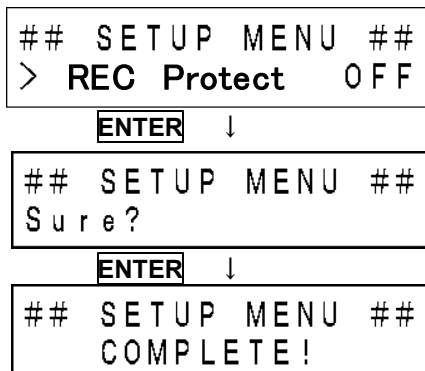 ## SETUP MENU ##
> REC Protect OFF
ENTER ↓
## SETUP MENU ##
Sure?
ENTER ↓
## SETUP MENU ##
COMPLETE!